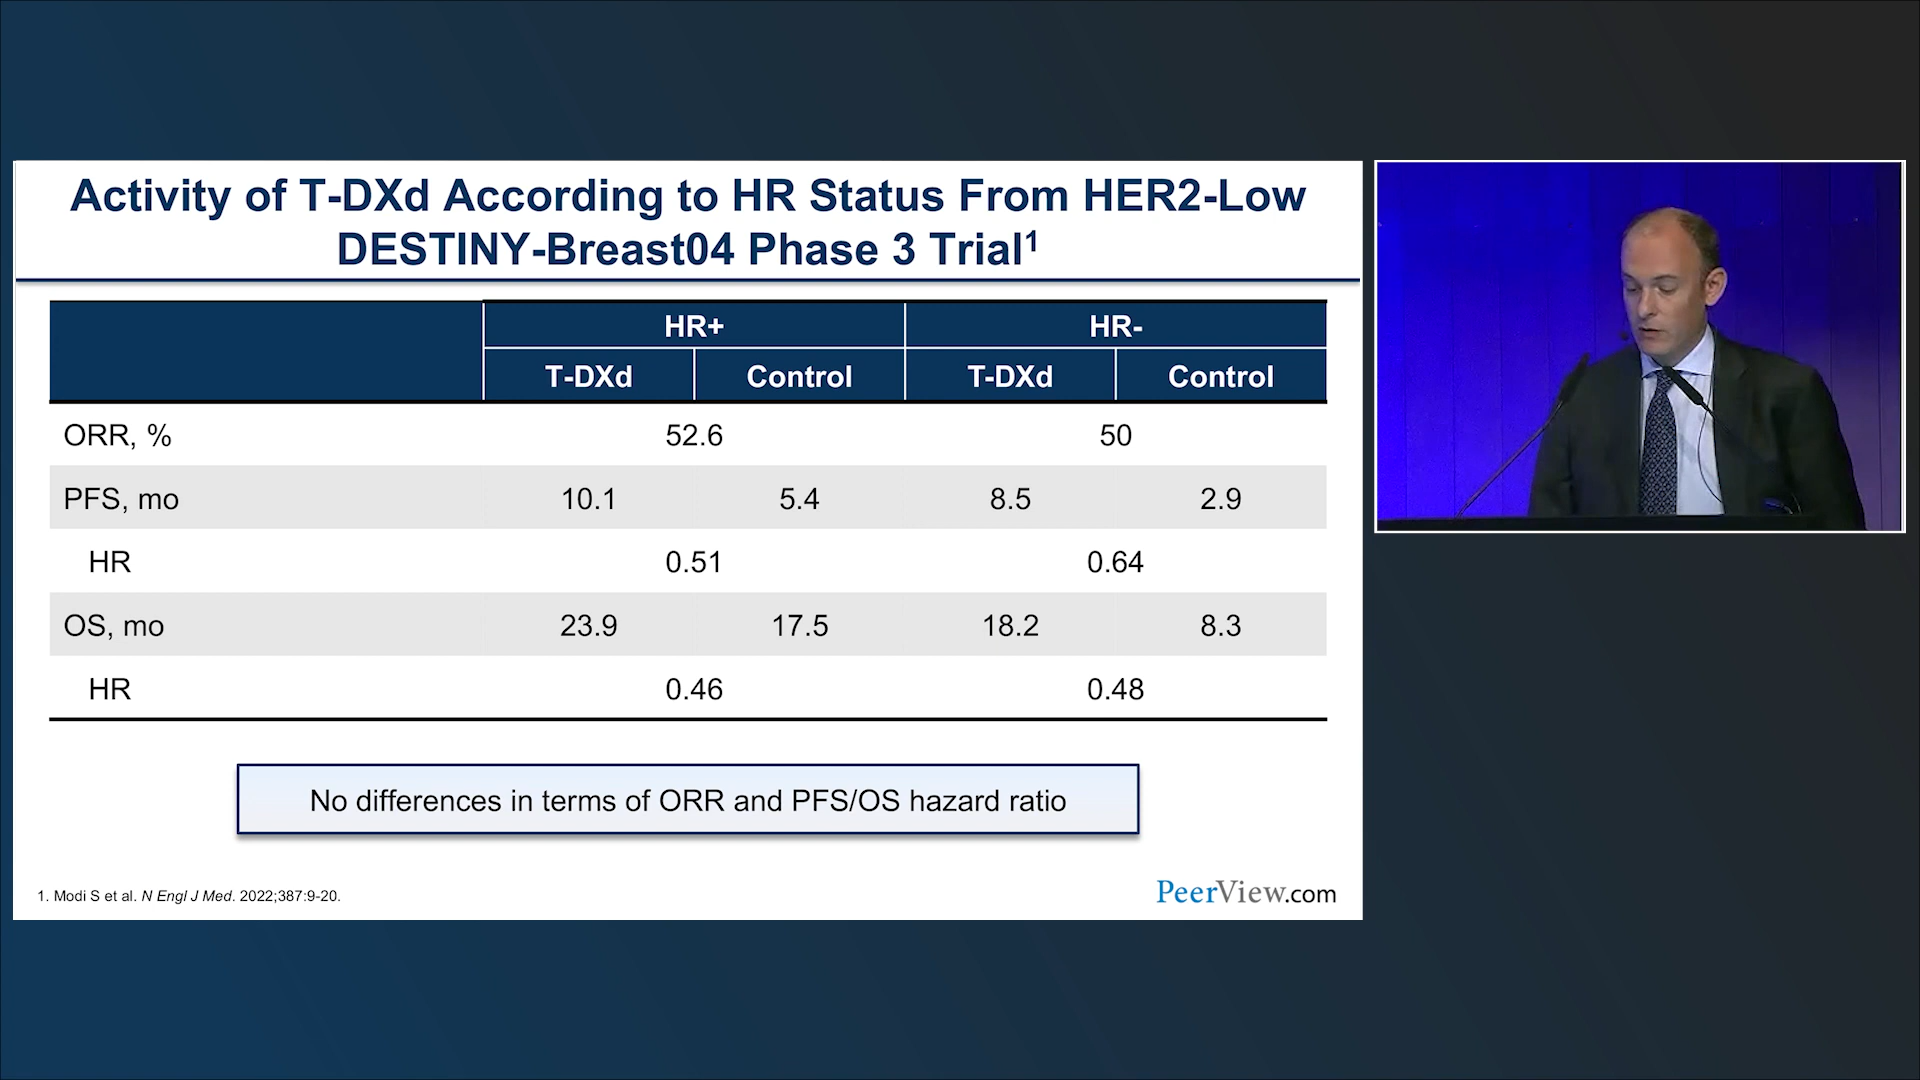 Activity of T-DXd According to HR Status From HER2-Low
DESTINY-Breast04 Phase 3 Trial1
HR+ HR-
T-DXd Control T-DXd Control
ORR, % 52.6 50
PFS, mo 10.1 5.4 8.5 2.9
HR 0.51 0.64
OS, mo 23.9 17.5 18.2 8.3
HR 0.46 0.48
No differences in terms of ORR and PFS/OS hazard ratio
1. Modi S et al. N Engl J Med. 2022;387:9-20.
PeerView.com